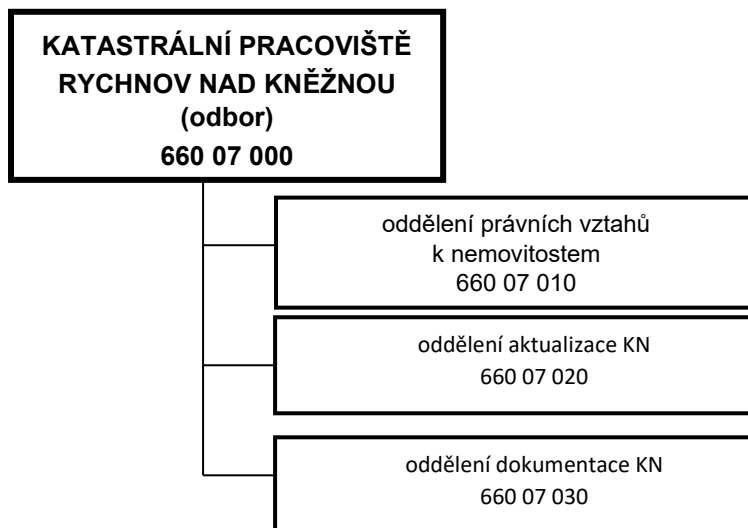 KATASTRÁLNÍ PRACOVIŠTĚ
RYCHNOV NAD KNĚŽNOU
(odbor)
660 07 000
oddělení právních vztahů
k nemovitostem
660 07 010
oddělení aktualizace KN
660 07 020
oddělení dokumentace KN
660 07 030